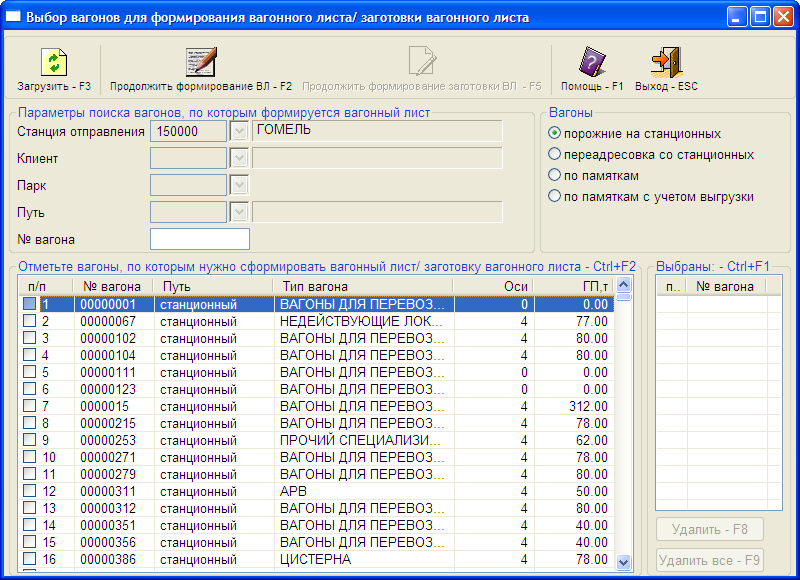 Выбор вагонов для формирования вагонного листа/ заготовки вагонного листа
Загрузить - F3 Продолжить формирование ВЛ - F2 Продолжить формирование заготовки ВЛ - F5 Помощь - F1 Выход - ESC
Параметры поиска вагонов, по которым формируется вагонный лист
Станция отправления 150000 ГОМЕЛЬ
Клиент
Парк
Путь
№ вагона
Вагоны
порожние на станционных
переадресовка со станционных
по памяткам
по памяткам с учетом выгрузки
Отметьте вагоны, по которым нужно сформировать вагонный лист/ заготовку вагонного листа - Ctrl+F2
п/п № вагона Путь Тип вагона Оси ГП,т
1 00000001 станционный ВАГОНЫ ДЛЯ ПЕРЕВОЗ... 0 0.00
2 00000067 станционный НЕДЕЙСТВУЮЩИЕ ЛОК... 4 77.00
3 00000102 станционный ВАГОНЫ ДЛЯ ПЕРЕВОЗ... 4 80.00
4 00000104 станционный ВАГОНЫ ДЛЯ ПЕРЕВОЗ... 4 80.00
5 00000111 станционный ВАГОНЫ ДЛЯ ПЕРЕВОЗ... 0 0.00
6 00000123 станционный ВАГОНЫ ДЛЯ ПЕРЕВОЗ... 0 0.00
7 0000015 станционный ВАГОНЫ ДЛЯ ПЕРЕВОЗ... 4 312.00
8 00000215 станционный ВАГОНЫ ДЛЯ ПЕРЕВОЗ... 4 78.00
9 00000253 станционный ПРОЧИЙ СПЕЦИАЛИЗИ... 4 62.00
10 00000271 станционный ВАГОНЫ ДЛЯ ПЕРЕВОЗ... 4 78.00
11 00000279 станционный ВАГОНЫ ДЛЯ ПЕРЕВОЗ... 4 80.00
12 00000311 станционный АРВ 4 50.00
13 00000312 станционный ВАГОНЫ ДЛЯ ПЕРЕВОЗ... 4 80.00
14 00000351 станционный ВАГОНЫ ДЛЯ ПЕРЕВОЗ... 4 40.00
15 00000356 станционный ВАГОНЫ ДЛЯ ПЕРЕВОЗ... 4 40.00
16 00000386 станционный ЦИСТЕРНА 4 78.00
Выбраны: - Ctrl+F1
п.. № вагона
Удалить - F8
Удалить все - F9